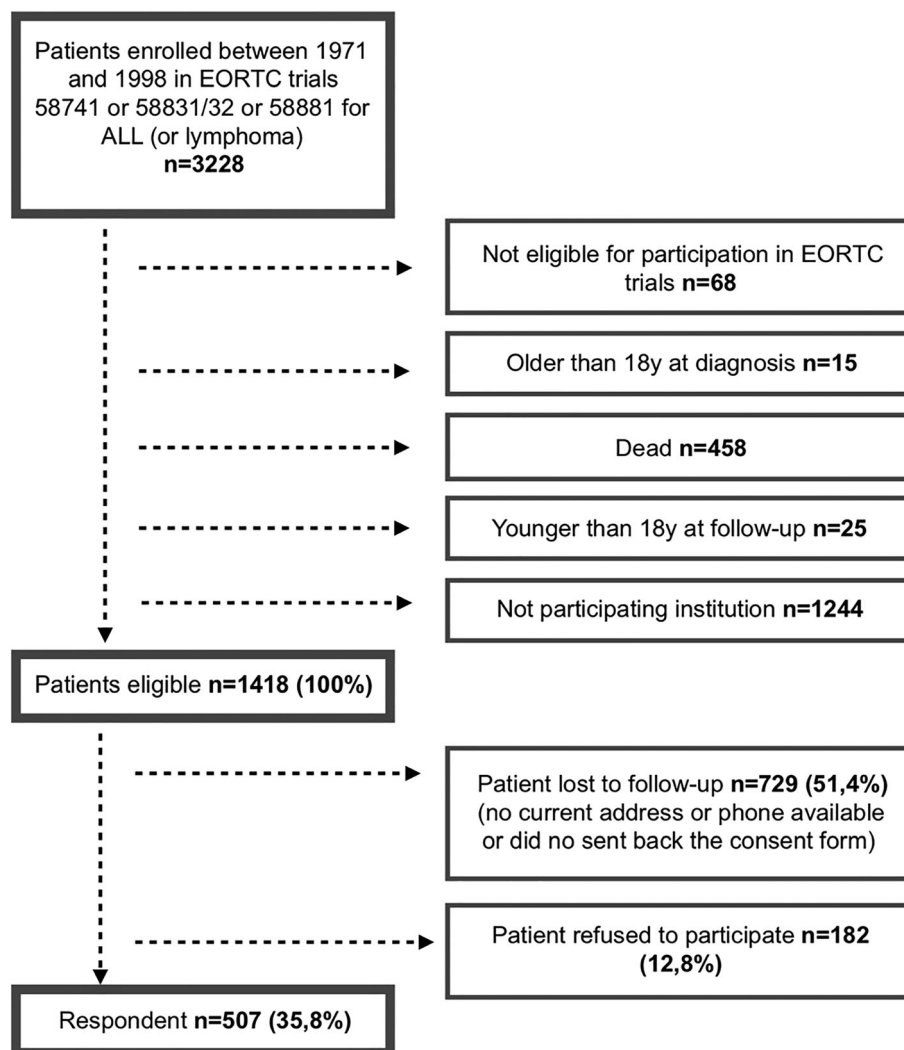 Patients enrolled between 1971
and 1998 in EORTC trials
58741 or 58831/32 or 58881 for
ALL (or lymphoma)
n=3228
Not eligible for participation in EORTC
trials n=68
Older than 18y at diagnosis n=15
Dead n=458
Younger than 18y at follow-up n=25
Not participating institution n=1244
Patients eligible n=1418 (100%)
Patient lost to follow-up n=729 (51,4%)
(no current address or phone available
or did no sent back the consent form)
Patient refused to participate n=182
(12,8%)
Respondent n=507 (35,8%)